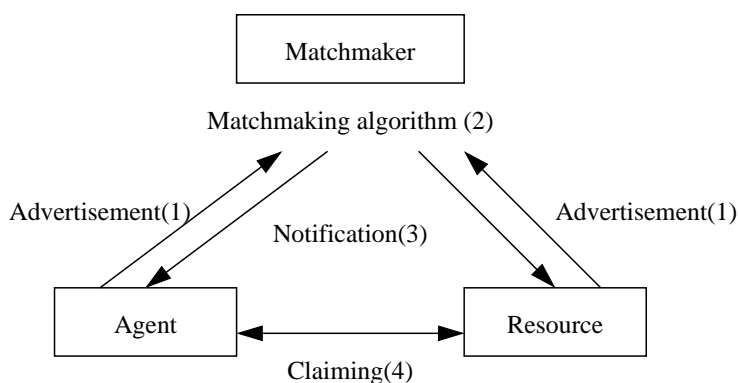 Matchmaker
Matchmaking algorithm (2)
Advertisement(1)
Advertisement(1)
Notification(3)
Agent
Resource
Claiming(4)